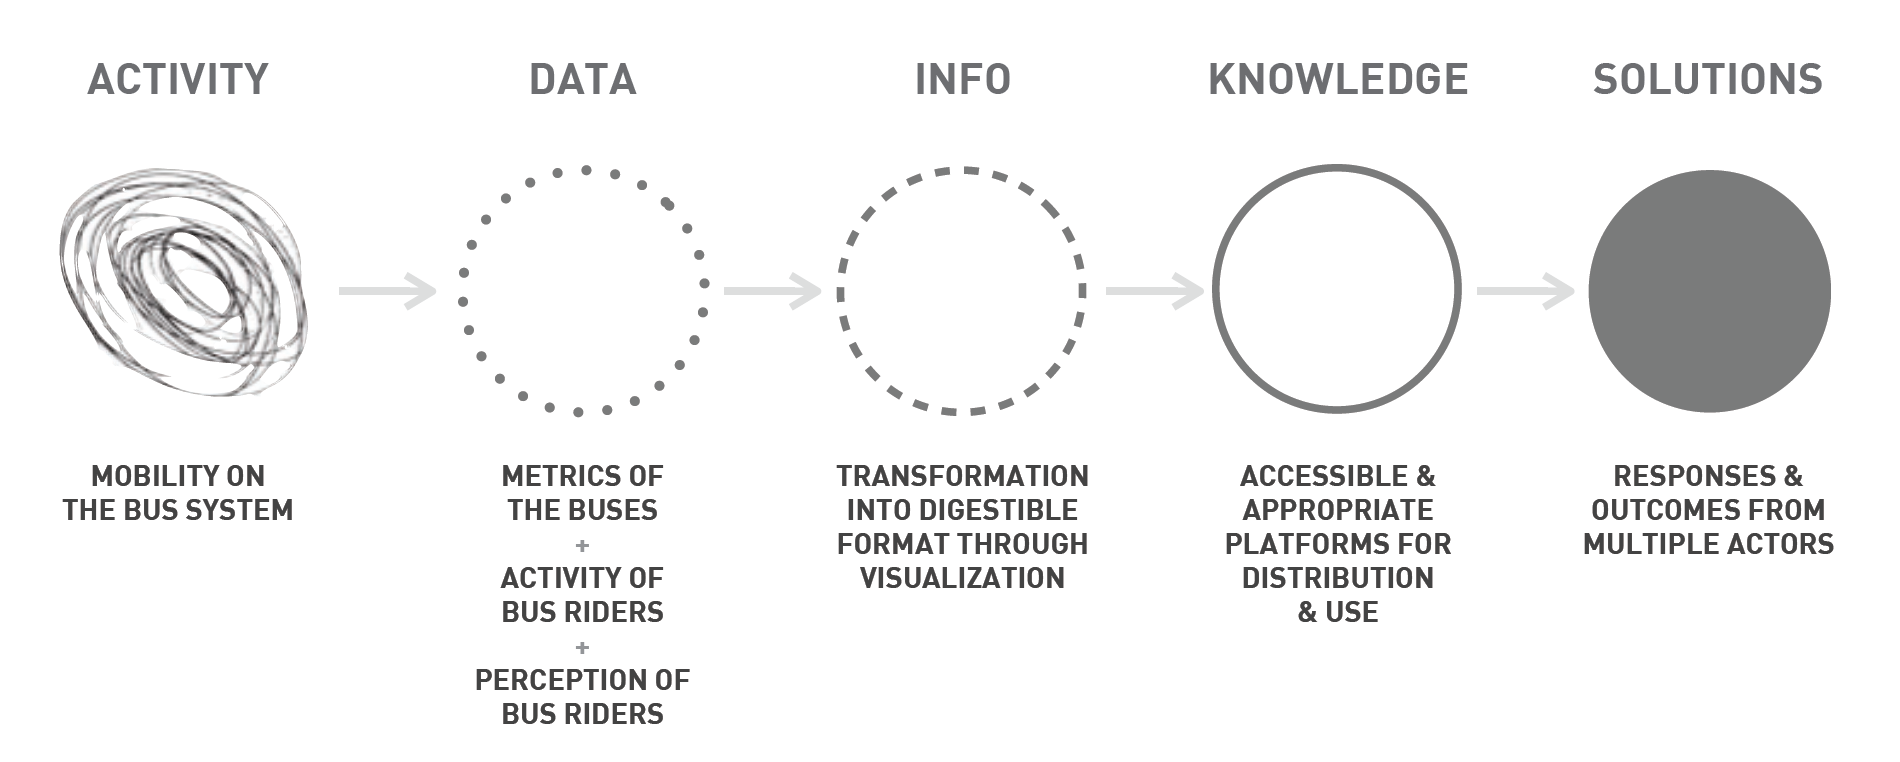 ACTIVITY
DATA
INFO
KNOWLEDGE
SOLUTIONS
MOBILITY ON
THE BUS SYSTEM
METRICS OF
THE BUSES
+
ACTIVITY OF
BUS RIDERS
+
PERCEPTION OF
BUS RIDERS
TRANSFORMATION
INTO DIGESTIBLE
FORMAT THROUGH
VISUALIZATION
ACCESSIBLE &
APPROPRIATE
PLATFORMS FOR
DISTRIBUTION
& USE
RESPONSES &
OUTCOMES FROM
MULTIPLE ACTORS